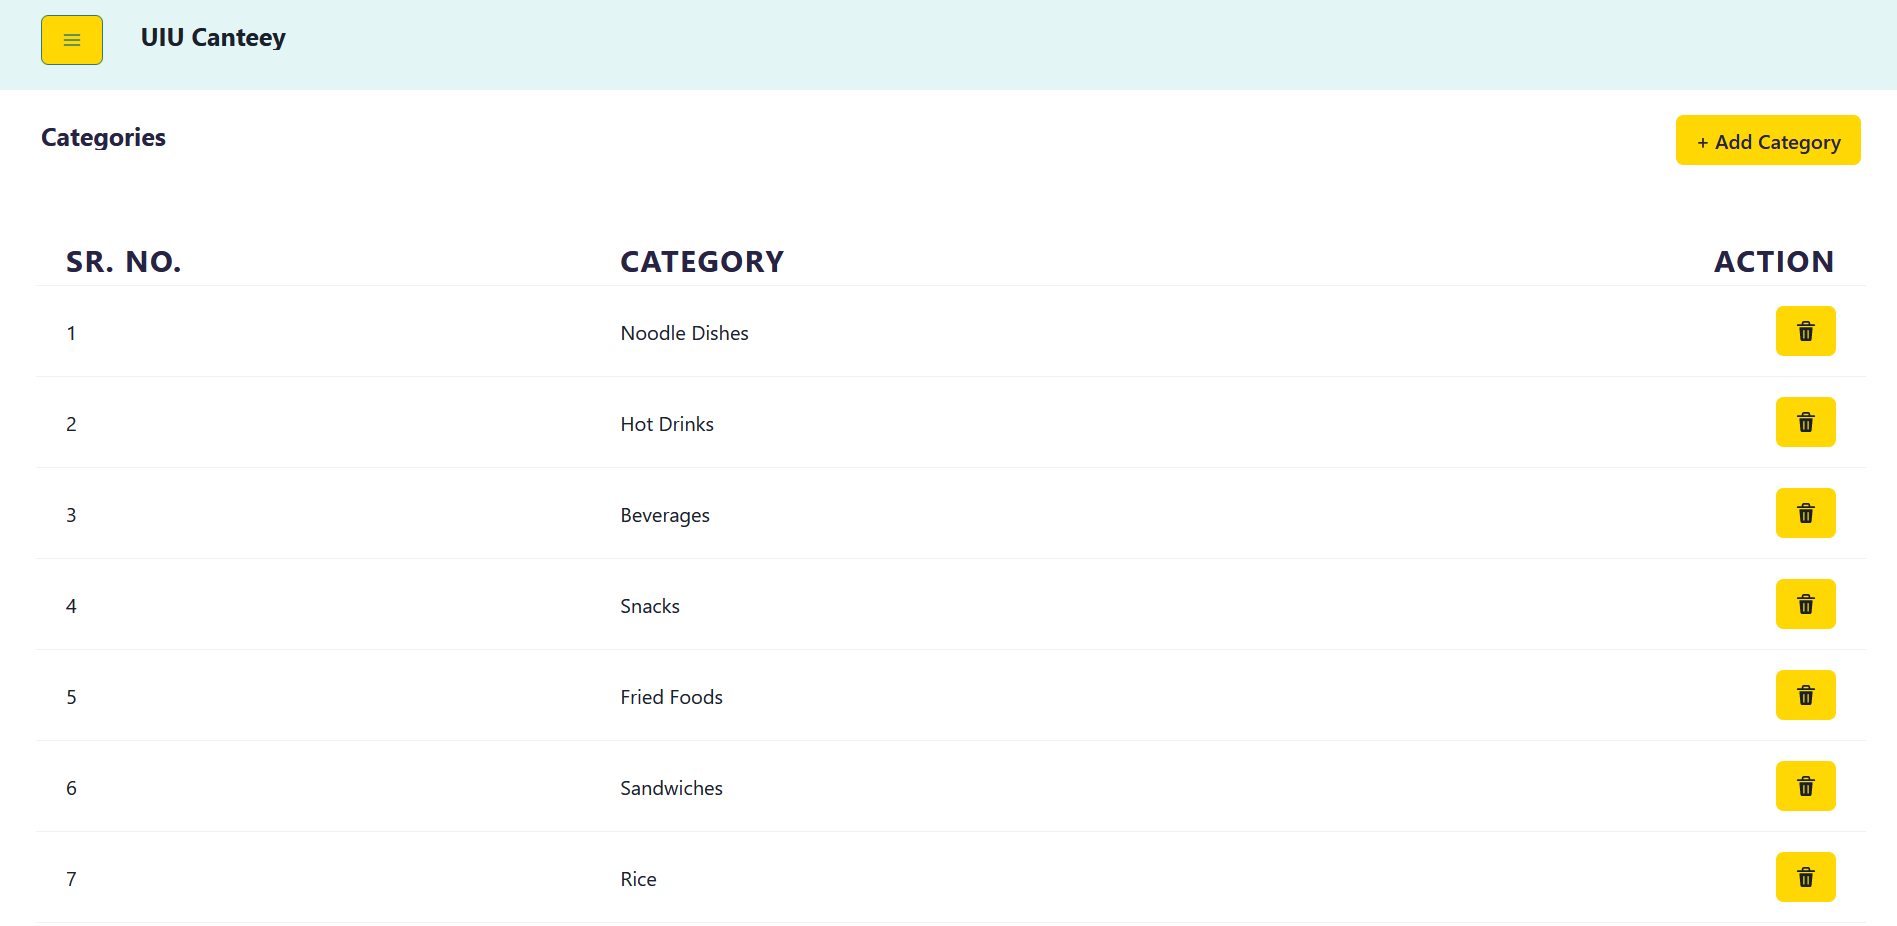 UIU Canteey
Categories
+ Add Category
SR. NO. CATEGORY ACTION
1 Noodle Dishes
2 Hot Drinks
3 Beverages
4 Snacks
5 Fried Foods
6 Sandwiches
7 Rice